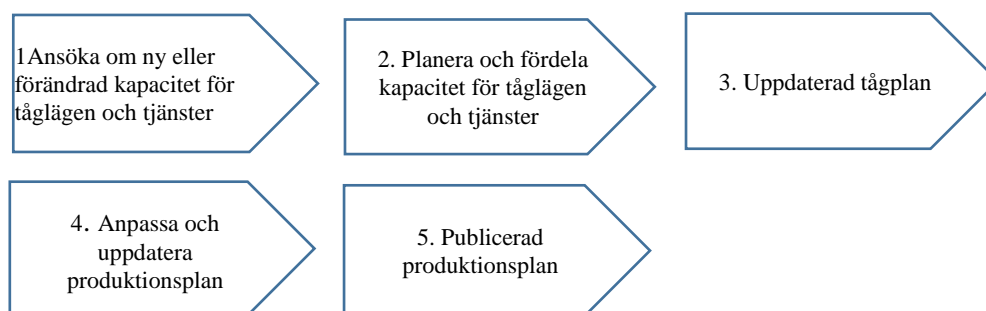 1Ansöka om ny eller
förändrad kapacitet för
tåglägen och tjänster
2. Planera och fördela
kapacitet för tåglägen
och tjänster
3. Uppdaterad tågplan
4. Anpassa och
uppdatera
produktionsplan
5. Publicerad
produktionsplan